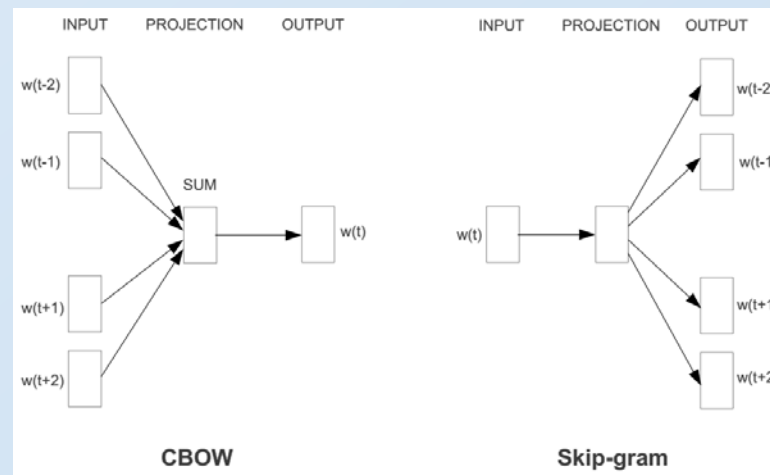 INPUT PROJECTION OUTPUT
w(t-2)
w(t-1)
SUM
w(t)
w(t+1)
w(t+2)
CBOW
INPUT PROJECTION OUTPUT
w(t-2
w(t-1
w(t)
w(t+1
w(t+2
Skip-gram